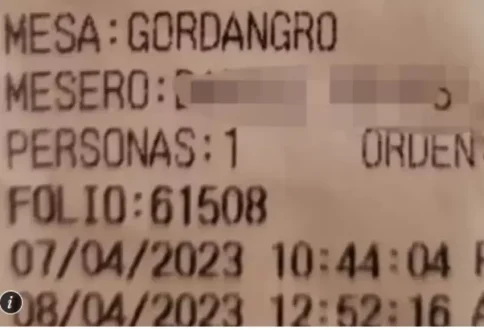 MESA:GORDANGRO
MESERO:
PERSONAS:1 ORDEN
FOLIO:61508
07/04/2023 10:44:04
08/04/2023 12:52:16